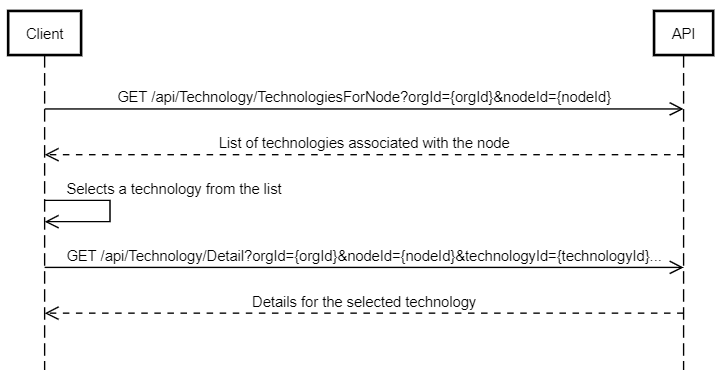 Client
API
GET /api/Technology/TechnologiesForNode?orgId={orgId}&nodeId={nodeId}
List of technologies associated with the node
Selects a technology from the list
GET /api/Technology/Detail?orgId={orgId}&nodeId={nodeId}&technologyId={technologyId}...
Details for the selected technology